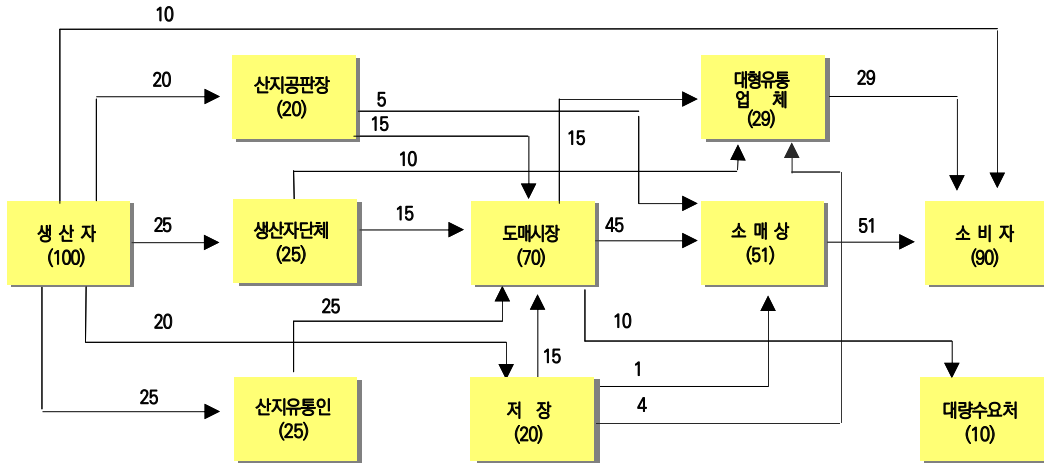 10
20
산지공판장
(20)
5
15
대형유통
업 체
(29)
29
15
10
생 산 자
(100)
25
생산자단체
(25)
15
도매시장
(70)
45
소 매 상
(51)
51
소 비 자
(90)
25
20
10
15
1
4
25
산지유통인
(25)
저 장
(20)
대량수요처
(10)